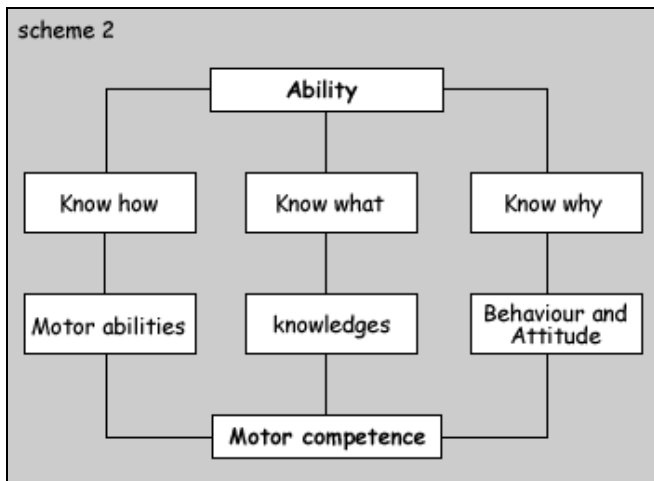 scheme 2
Ability
Know how
Know what
Know why
Motor abilities
knowledges
Behaviour and
Attitude
Motor competence